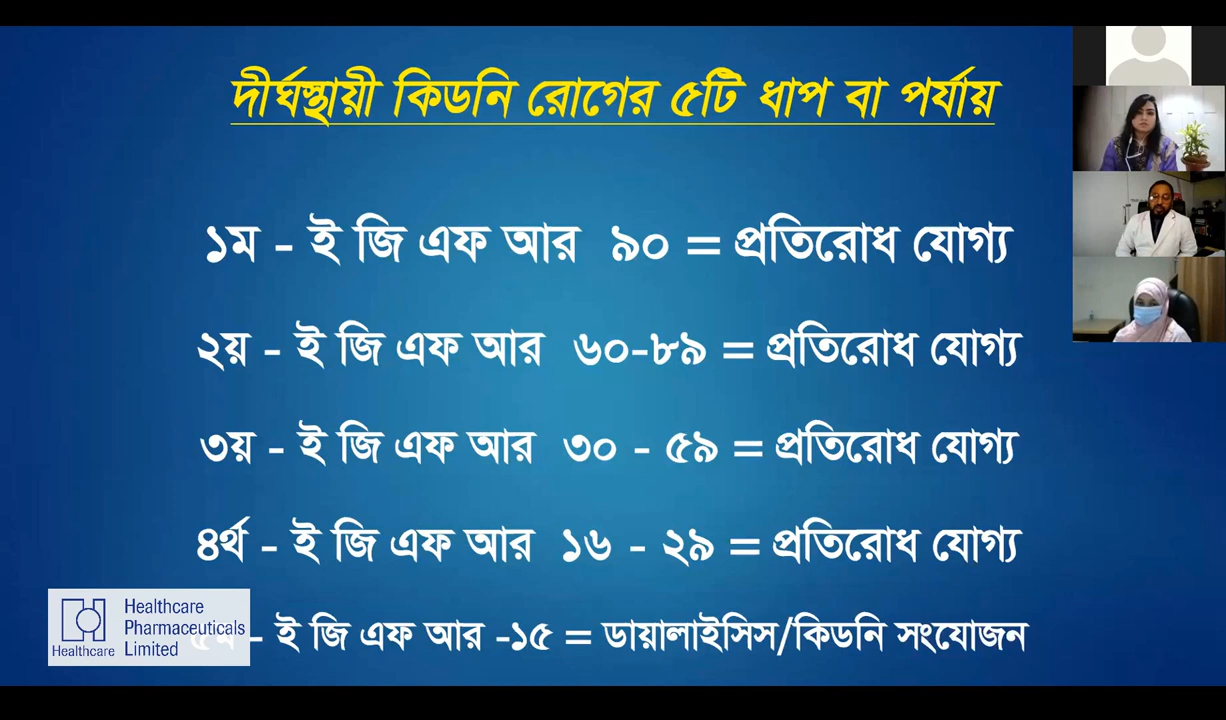 দীর্ঘস্থায়ী কিডনি রোগের ৫টি ধাপ বা পর্যায়
১ম - ই জি এফ আর ৯০ = প্রতিরোধ যোগ্য
২য় - ই জি এফ আর ৬০-৮৯ = প্রতিরোধ যোগ্য
৩য় - ই জি এফ আর ৩০ - ৫৯ = প্রতিরোধ যোগ্য
৪র্থ - ই জি এফ আর ১৬ - ২৯ = প্রতিরোধ যোগ্য
- ই জি এফ আর -১৫ = ডায়ালাইসিস/কিডনি সংযোজন
Healthcare
Healthcare
Pharmaceuticals
Limited